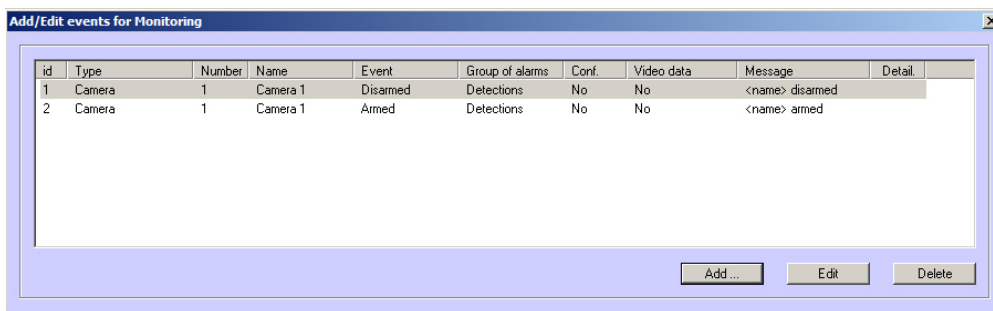 Add/Edit events for Monitoring
id Type Number Name Event Group of alarms Conf. Video data Message Detail.
1 Camera 1 Camera 1 Disarmed Detections No No <name> disarmed
2 Camera 1 Camera 1 Armed Detections No No <name> armed
Add ... Edit Delete